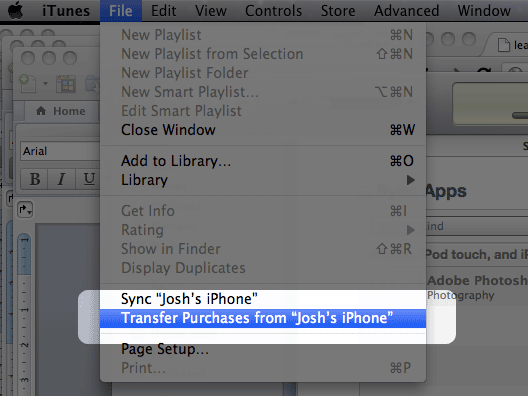 iTunes File Edit View Controls Store Advanced Window
New Playlist ⌘N
New Playlist from Selection ⇧⌘N
New Playlist Folder
New Smart Playlist... ⌥⌘N
Edit Smart Playlist
Close Window ⌘W
Add to Library... ⌘O
Library
Get Info ⌘I
Rating
Show in Finder ⇧⌘R
Display Duplicates
Sync “Josh's iPhone”
Transfer Purchases from “Josh's iPhone”
Page Setup...
Print... ⌘P
Home
Arial
B I U
lea
S
Apps
ind
Pod touch, and i
Adobe Photosh
Photography